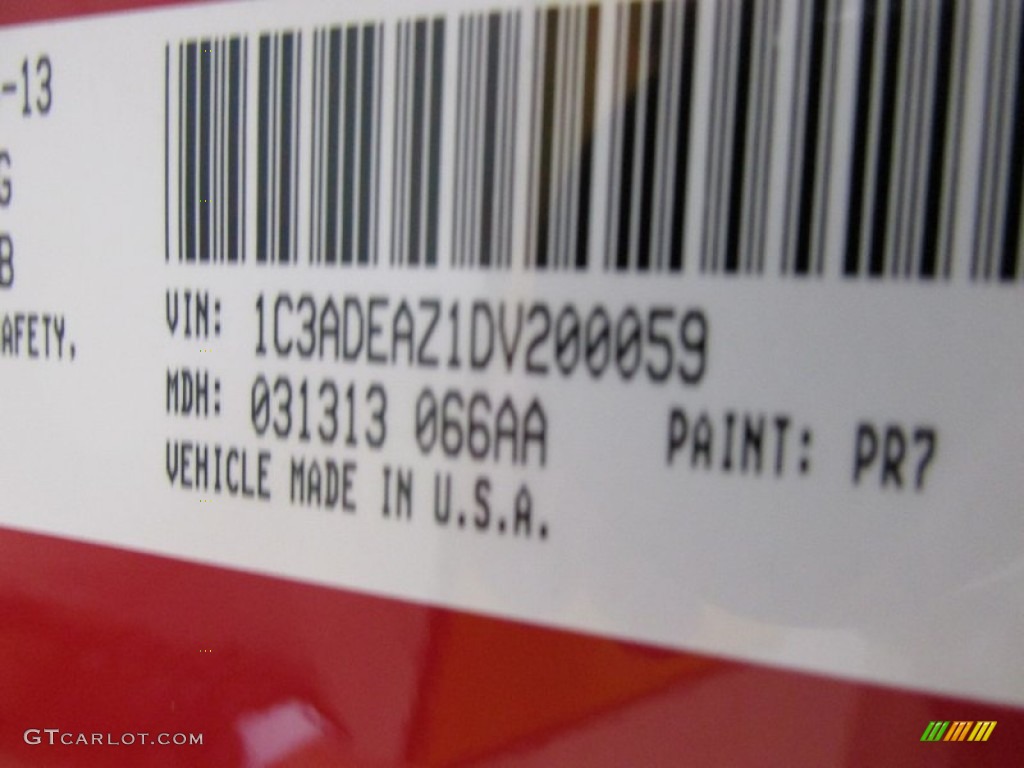 -13
G
B
AFETY,
VIN: 1C3ADEAZ1DV200059
MDH: 031313 066AA PAINT: PR7
VEHICLE MADE IN U.S.A.
GTCARLOT.COM